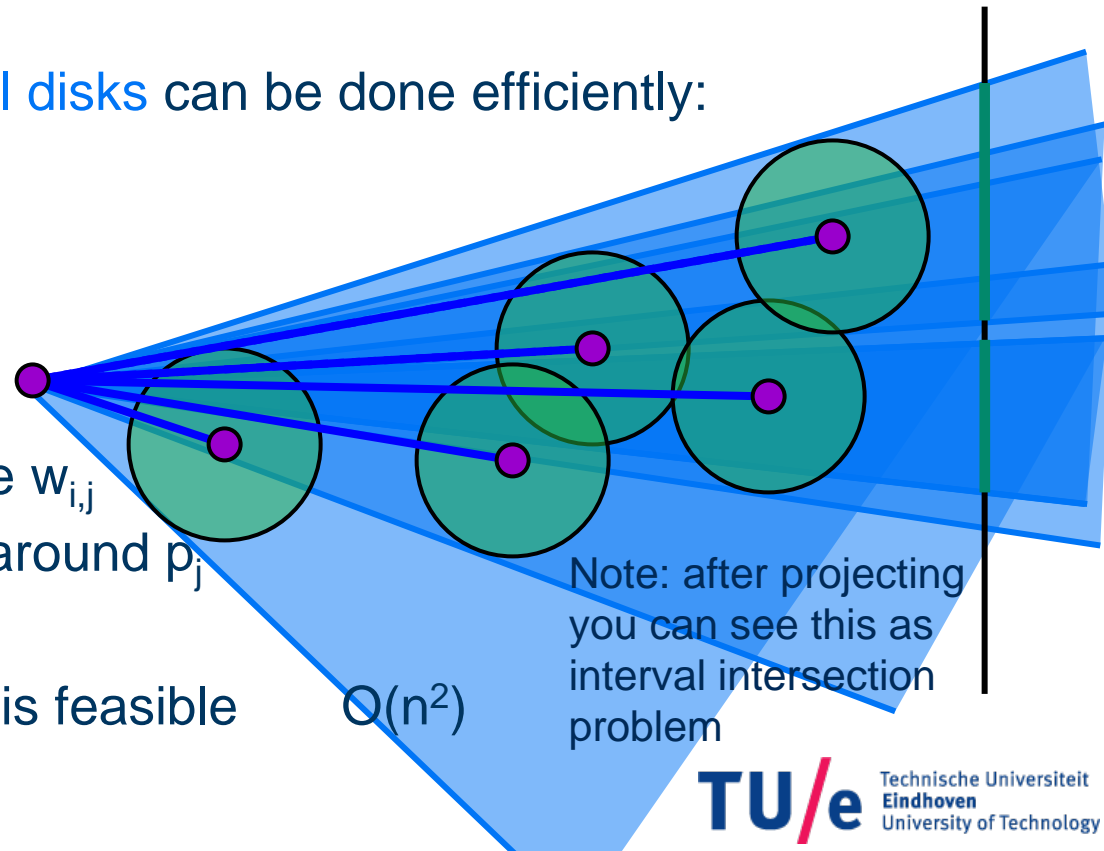 l disks can be done efficiently:
e w_{i,j}
around p_j
Note: after projecting
you can see this as
interval intersection
problem
is feasible O(n²)
TU/e Technische Universiteit
Eindhoven
University of Technology